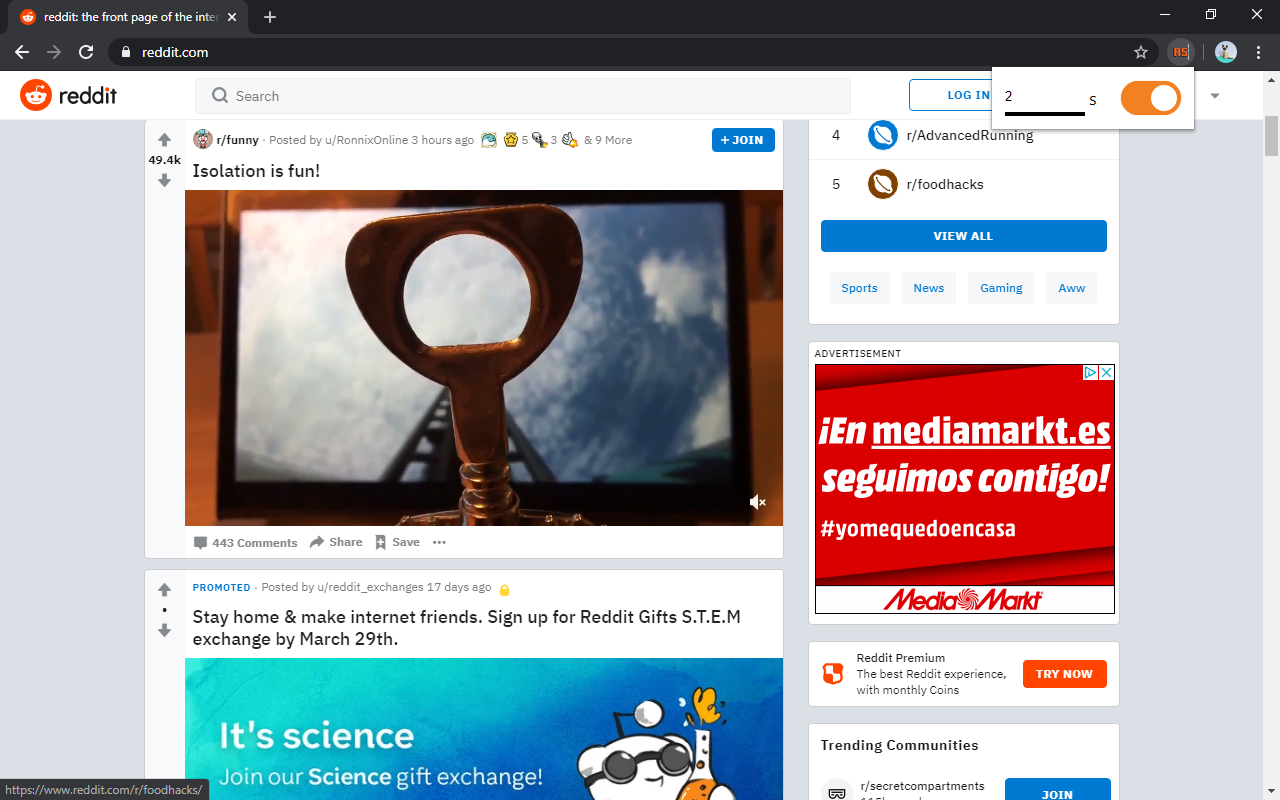 reddit: the front page of the inter
reddit.com
RS
reddit
Search
LOG IN
2
S
49.4k
r/funny · Posted by u/RonnixOnline 3 hours ago 5 3 & 9 More
+ JOIN
Isolation is fun!
443 Comments
Share
Save
PROMOTED · Posted by u/reddit_exchanges 17 days ago
•
Stay home & make internet friends. Sign up for Reddit Gifts S.T.E.M
exchange by March 29th.
It's science
Join our Science gift exchange!
https://www.reddit.com/r/foodhacks/
4 r/AdvancedRunning
5 r/foodhacks
VIEW ALL
Sports
News
Gaming
Aww
ADVERTISEMENT
¡En mediamarkt.es
seguimos contigo!
#yomequedoencasa
Media Markt
Reddit Premium
The best Reddit experience,
with monthly Coins
TRY NOW
Trending Communities
r/secretcompartments
JOIN